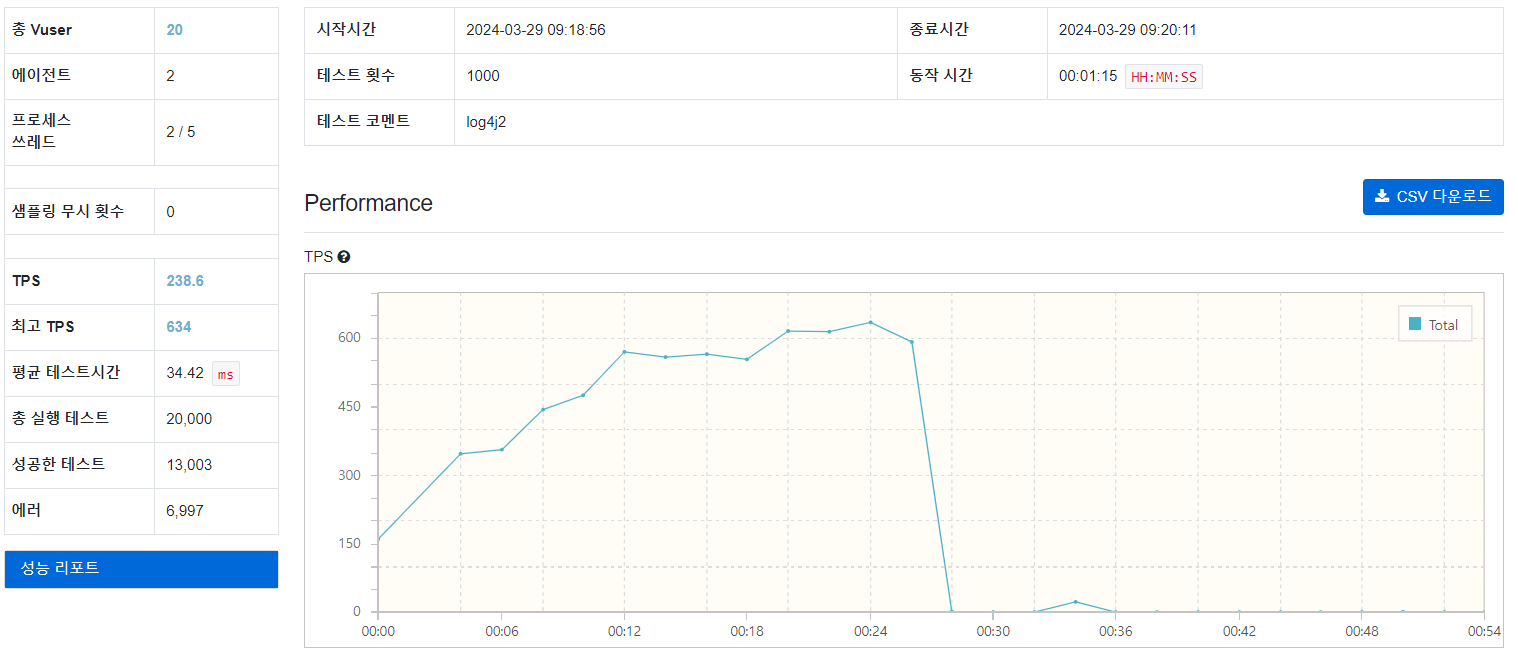 총 Vuser 20
에이전트 2
프로세스
쓰레드
2 / 5
샘플링 무시 횟수 0
TPS 238.6
최고 TPS 634
평균 테스트시간 34.42 ms
총 실행 테스트 20,000
성공한 테스트 13,003
에러 6,997
성능 리포트
시작시간 2024-03-29 09:18:56 종료시간 2024-03-29 09:20:11
테스트 횟수 1000 동작 시간 00:01:15 HH:MM:SS
테스트 코멘트 log4j2
Performance
CSV 다운로드
TPS ?
Total
600
450
300
150
0
00:00 00:06 00:12 00:18 00:24 00:30 00:36 00:42 00:48 00:54